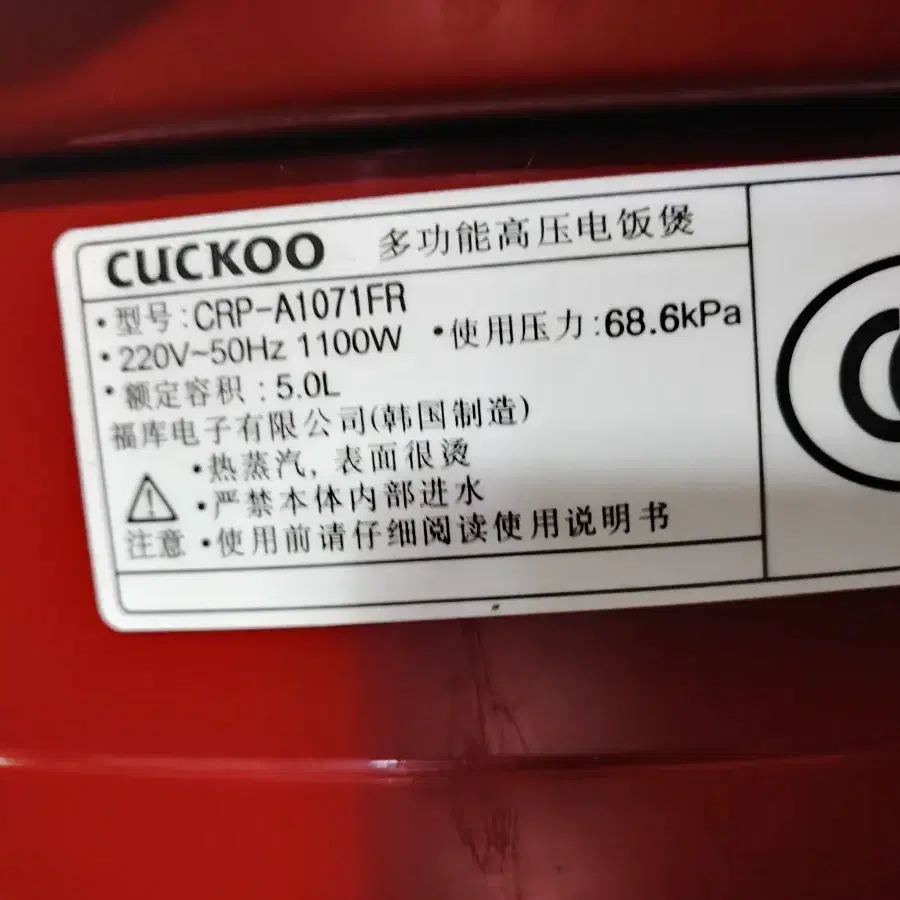 CUCKOO 多功能高压电饭煲
•型号:CRP-A1071FR
•220V~50Hz 1100W •使用压力:68.6kPa
•额定容积:5.0L
福库电子有限公司(韩国制造)
•热蒸汽, 表面很烫
•严禁本体内部进水
注意 •使用前请仔细阅读使用说明书